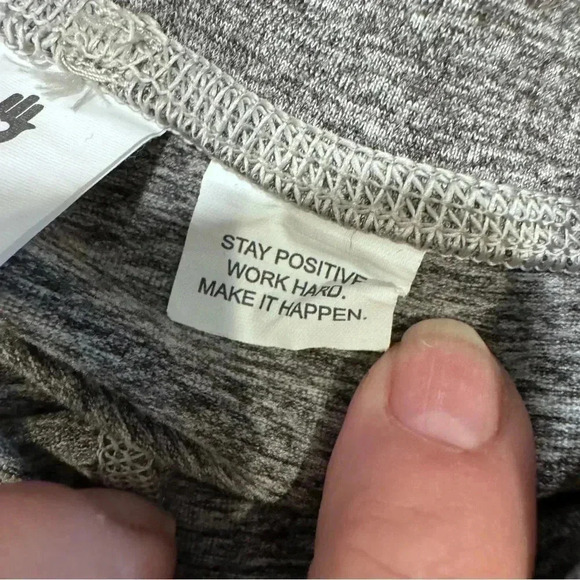 STAY POSITIVE
WORK HARD.
MAKE IT HAPPEN.